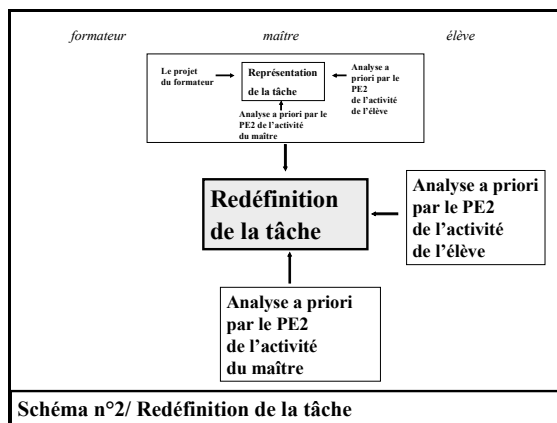 formateur maître élève
Le projet
du formateur
Représentation
de la tâche
Analyse a
priori par le
PE2
de l'activité
de l'élève
Analyse a priori par le
PE2 de l'activité
du maître
Redéfinition
de la tâche
Analyse a priori
par le PE2
de l'activité
de l'élève
Analyse a priori
par le PE2
de l'activité
du maître
Schéma n°2/ Redéfinition de la tâche